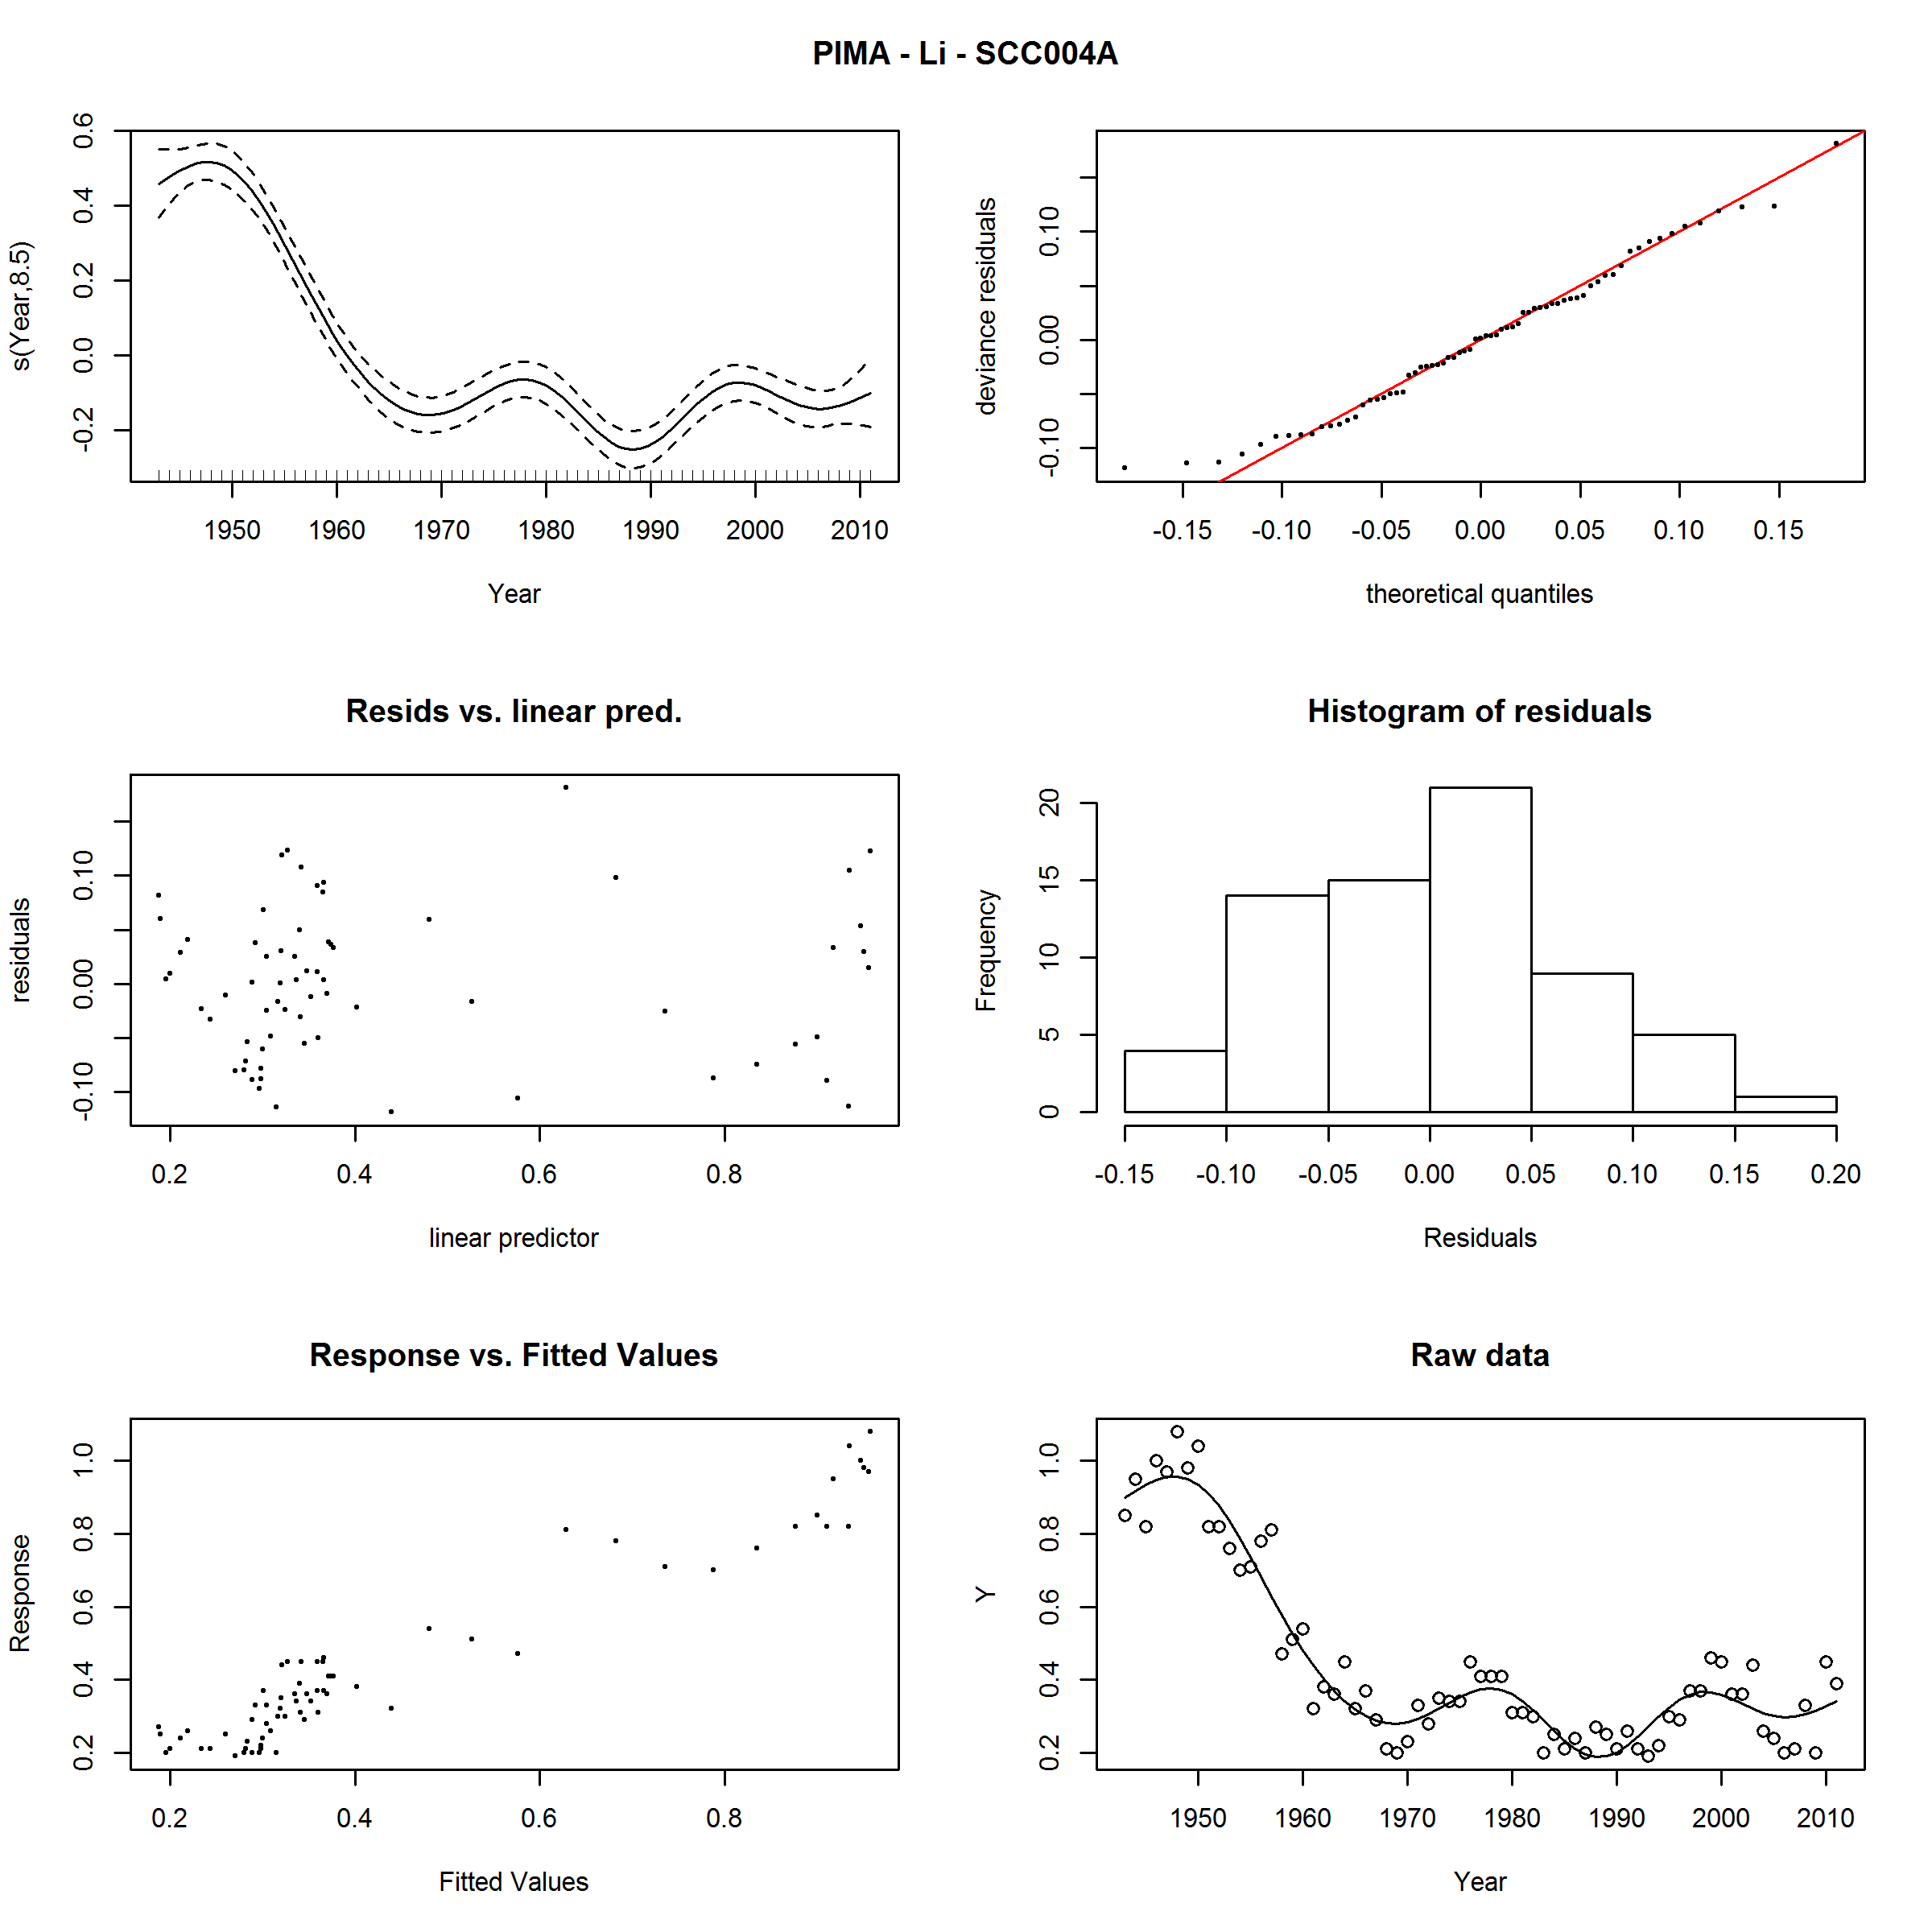 PIMA - Li - SCC004A
s(Year,8.5)
0.6
0.4
0.2
0.0
-0.2
1950 1960 1970 1980 1990 2000 2010
Year
deviance residuals
0.10
0.00
-0.10
-0.15 -0.10 -0.05 0.00 0.05 0.10 0.15
theoretical quantiles
Resids vs. linear pred.
residuals
0.10
0.00
-0.10
0.2 0.4 0.6 0.8
linear predictor
Histogram of residuals
Frequency
20
15
10
5
0
-0.15 -0.10 -0.05 0.00 0.05 0.10 0.15 0.20
Residuals
Response vs. Fitted Values
Response
1.0
0.8
0.6
0.4
0.2
0.2 0.4 0.6 0.8
Fitted Values
Raw data
Y
1.0
0.8
0.6
0.4
0.2
1950 1960 1970 1980 1990 2000 2010
Year